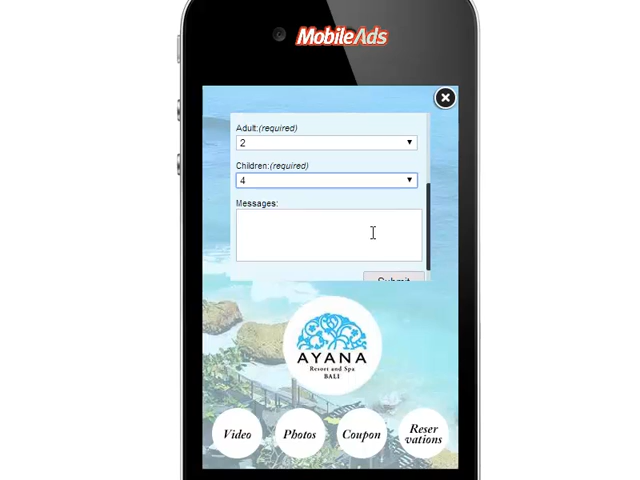 MobileAds
Adult:(required)
2
Children:(required)
4
Messages:
Submit
AYANA
Resort and Spa
BALI
Video
Photos
Coupon
Reser
vations